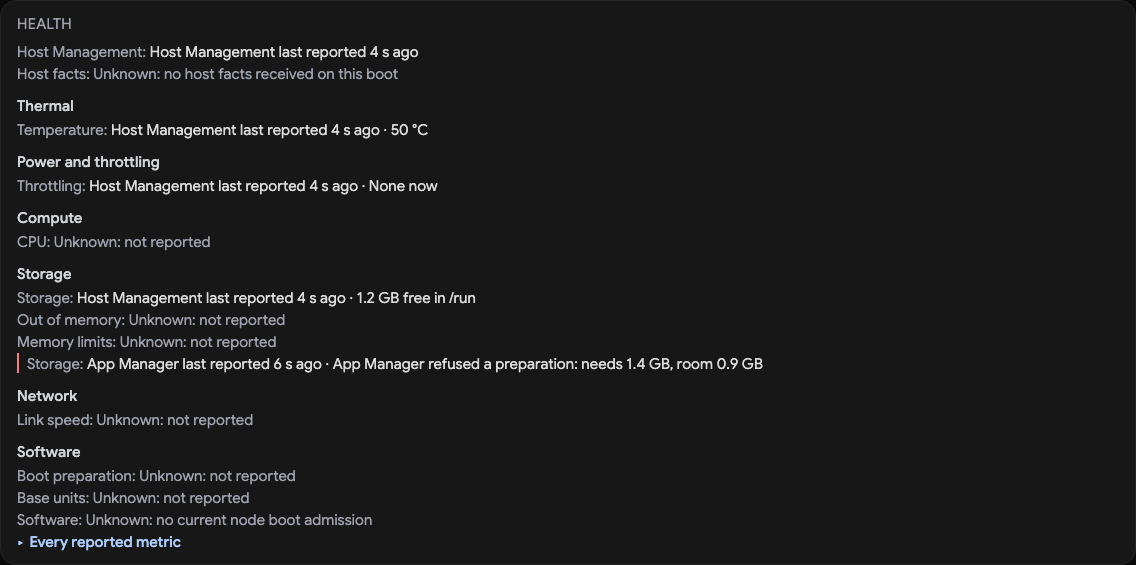 HEALTH
Host Management: Host Management last reported 4 s ago
Host facts: Unknown: no host facts received on this boot
Thermal
Temperature: Host Management last reported 4 s ago · 50 °C
Power and throttling
Throttling: Host Management last reported 4 s ago · None now
Compute
CPU: Unknown: not reported
Storage
Storage: Host Management last reported 4 s ago · 1.2 GB free in /run
Out of memory: Unknown: not reported
Memory limits: Unknown: not reported
Storage: App Manager last reported 6 s ago · App Manager refused a preparation: needs 1.4 GB, room 0.9 GB
Network
Link speed: Unknown: not reported
Software
Boot preparation: Unknown: not reported
Base units: Unknown: not reported
Software: Unknown: no current node boot admission
▸ Every reported metric